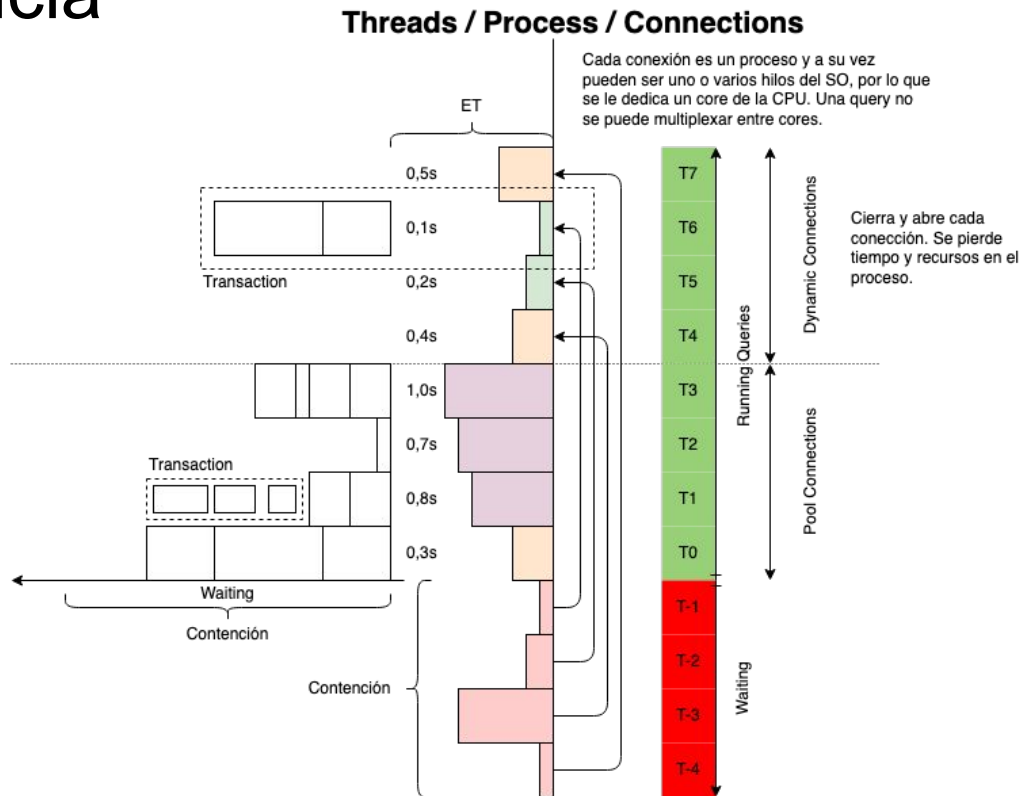 Threads / Process / Connections
Cada conexión es un proceso y a su vez
pueden ser uno o varios hilos del SO, por lo que
se le dedica un core de la CPU. Una query no
se puede multiplexar entre cores.
ET
0,5s
T7
0,1s
T6
Transaction
0,2s
T5
0,4s
T4
Dynamic Connections
Cierra y abre cada
conección. Se pierde
tiempo y recursos en el
proceso.
Running Queries
1,0s
T3
0,7s
T2
Transaction
0,8s
T1
0,3s
T0
Pool Connections
Waiting
Contención
Contención
T-1
T-2
T-3
T-4
Waiting